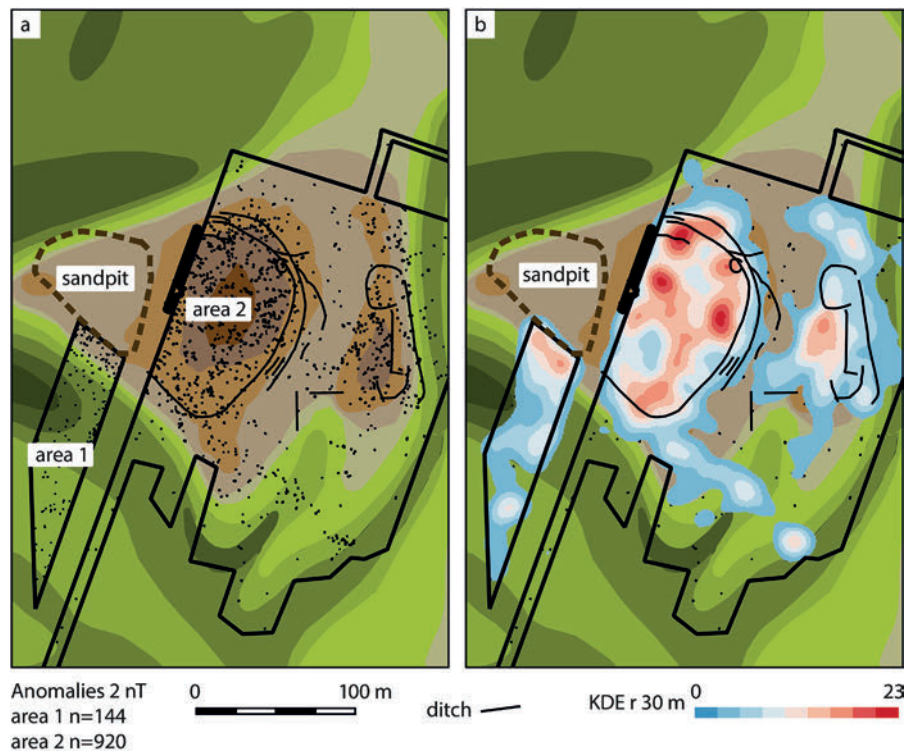 a
sandpit
area 2
area 1
b
sandpit
Anomalies 2 nT
area 1 n=144
area 2 n=920
0 100 m
ditch
KDE r 30 m
0 23